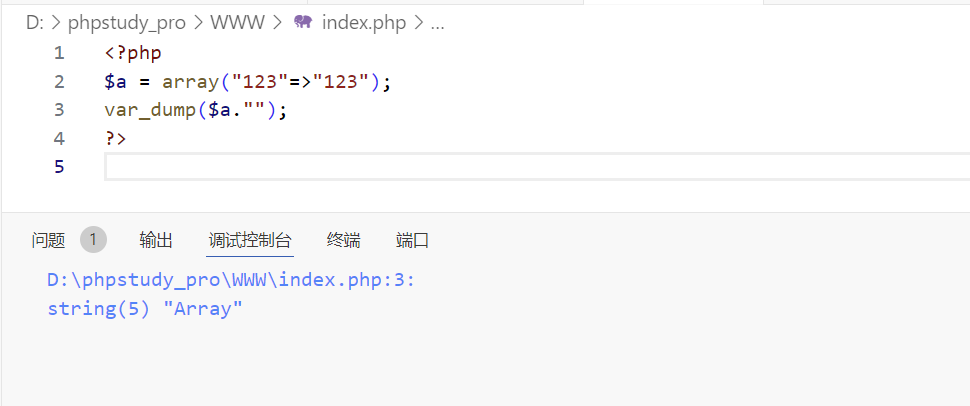 D: > phpstudy_pro > WWW > index.php > ...
1 <?php
2 $a = array("123"=>"123");
3 var_dump($a."");
4 ?>
5
问题 1 输出 调试控制台 终端 端口
D:\phpstudy_pro\WWW\index.php:3:
string(5) "Array"